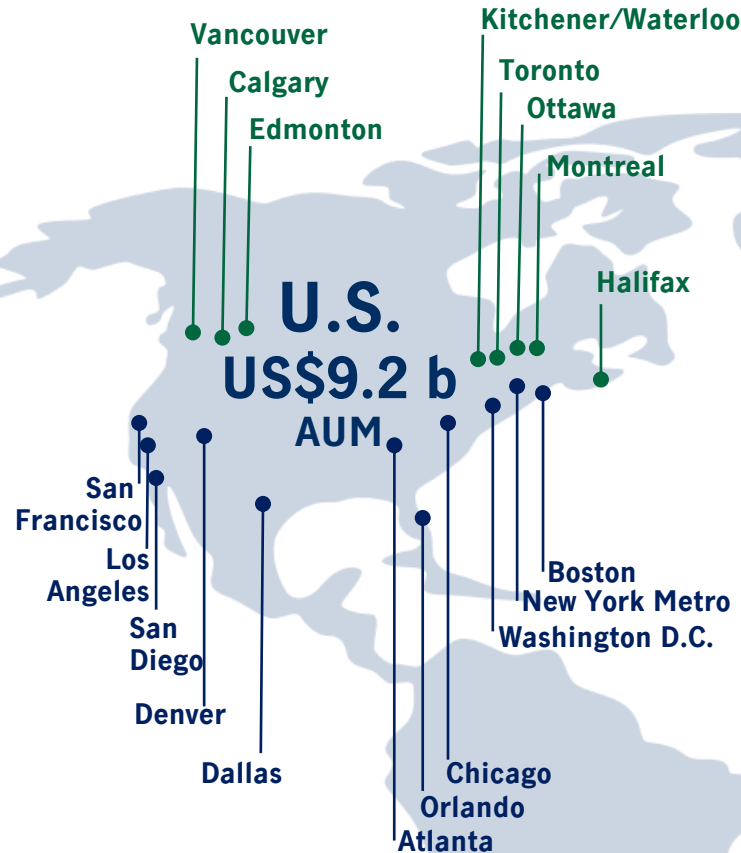 Kitchener/Waterloo
Vancouver
Toronto
Calgary
Ottawa
Edmonton
Montreal
Halifax
U.S.
US$9.2 b
AUM
San
Francisco
Los
Angeles
San
Diego
Denver
Dallas
Boston
New York Metro
Washington D.C.
Chicago
Orlando
Atlanta